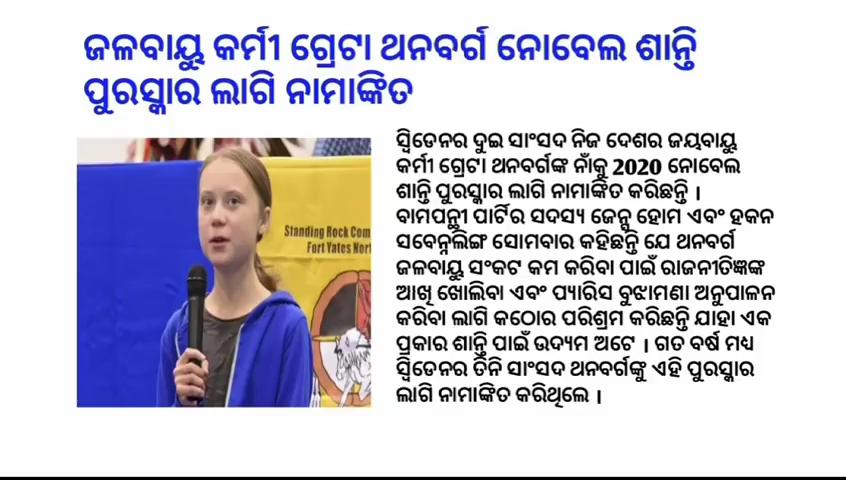 ଜଳବାୟୁ କର୍ମୀ ଗ୍ରେଟା ଥନବର୍ଗ ନୋବେଲ ଶାନ୍ତି
ପୁରସ୍କାର ଲାଗି ନାମାଙ୍କିତ
ସ୍ୱିଡେନର ଦୁଇ ସାଂସଦ ନିଜ ଦେଶର ଜୟବାୟୁ
କର୍ମୀ ଗ୍ରେଟା ଥନବର୍ଗଙ୍କ ନାଁକୁ 2020 ନୋବେଲ
ଶାନ୍ତି ପୁରସ୍କାର ଲାଗି ନାମାଙ୍କିତ କରିଛନ୍ତି ।
ବାମପନ୍ଥୀ ପାର୍ଟିର ସଦସ୍ୟ ଜେନ୍ସ ହୋମ ଏବଂ ହକନ
ସବେନ୍ନଲିଙ୍ଗ ସୋମବାର କହିଛନ୍ତି ଯେ ଥନବର୍ଗ
ଜଳବାୟୁ ସଂକଟ କମ କରିବା ପାଇଁ ରାଜନୀତିଜ୍ଞଙ୍କ
ଆଖି ଖୋଲିବା ଏବଂ ପ୍ୟାରିସ ବୁଝାମଣା ଅନୁପାଳନ
କରିବା ଲାଗି କଠୋର ପରିଶ୍ରମ କରିଛନ୍ତି ଯାହା ଏକ
ପ୍ରକାର ଶାନ୍ତି ପାଇଁ ଉଦ୍ୟମ ଅଟେ । ଗତ ବର୍ଷ ମଧ୍ୟ
ସ୍ୱିଡେନର ତିନି ସାଂସଦ ଥନବର୍ଗଙ୍କୁ ଏହି ପୁରସ୍କାର
ଲାଗି ନାମାଙ୍କିତ କରିଥିଲେ ।
Standing Rock Com
Fort Yates Nort